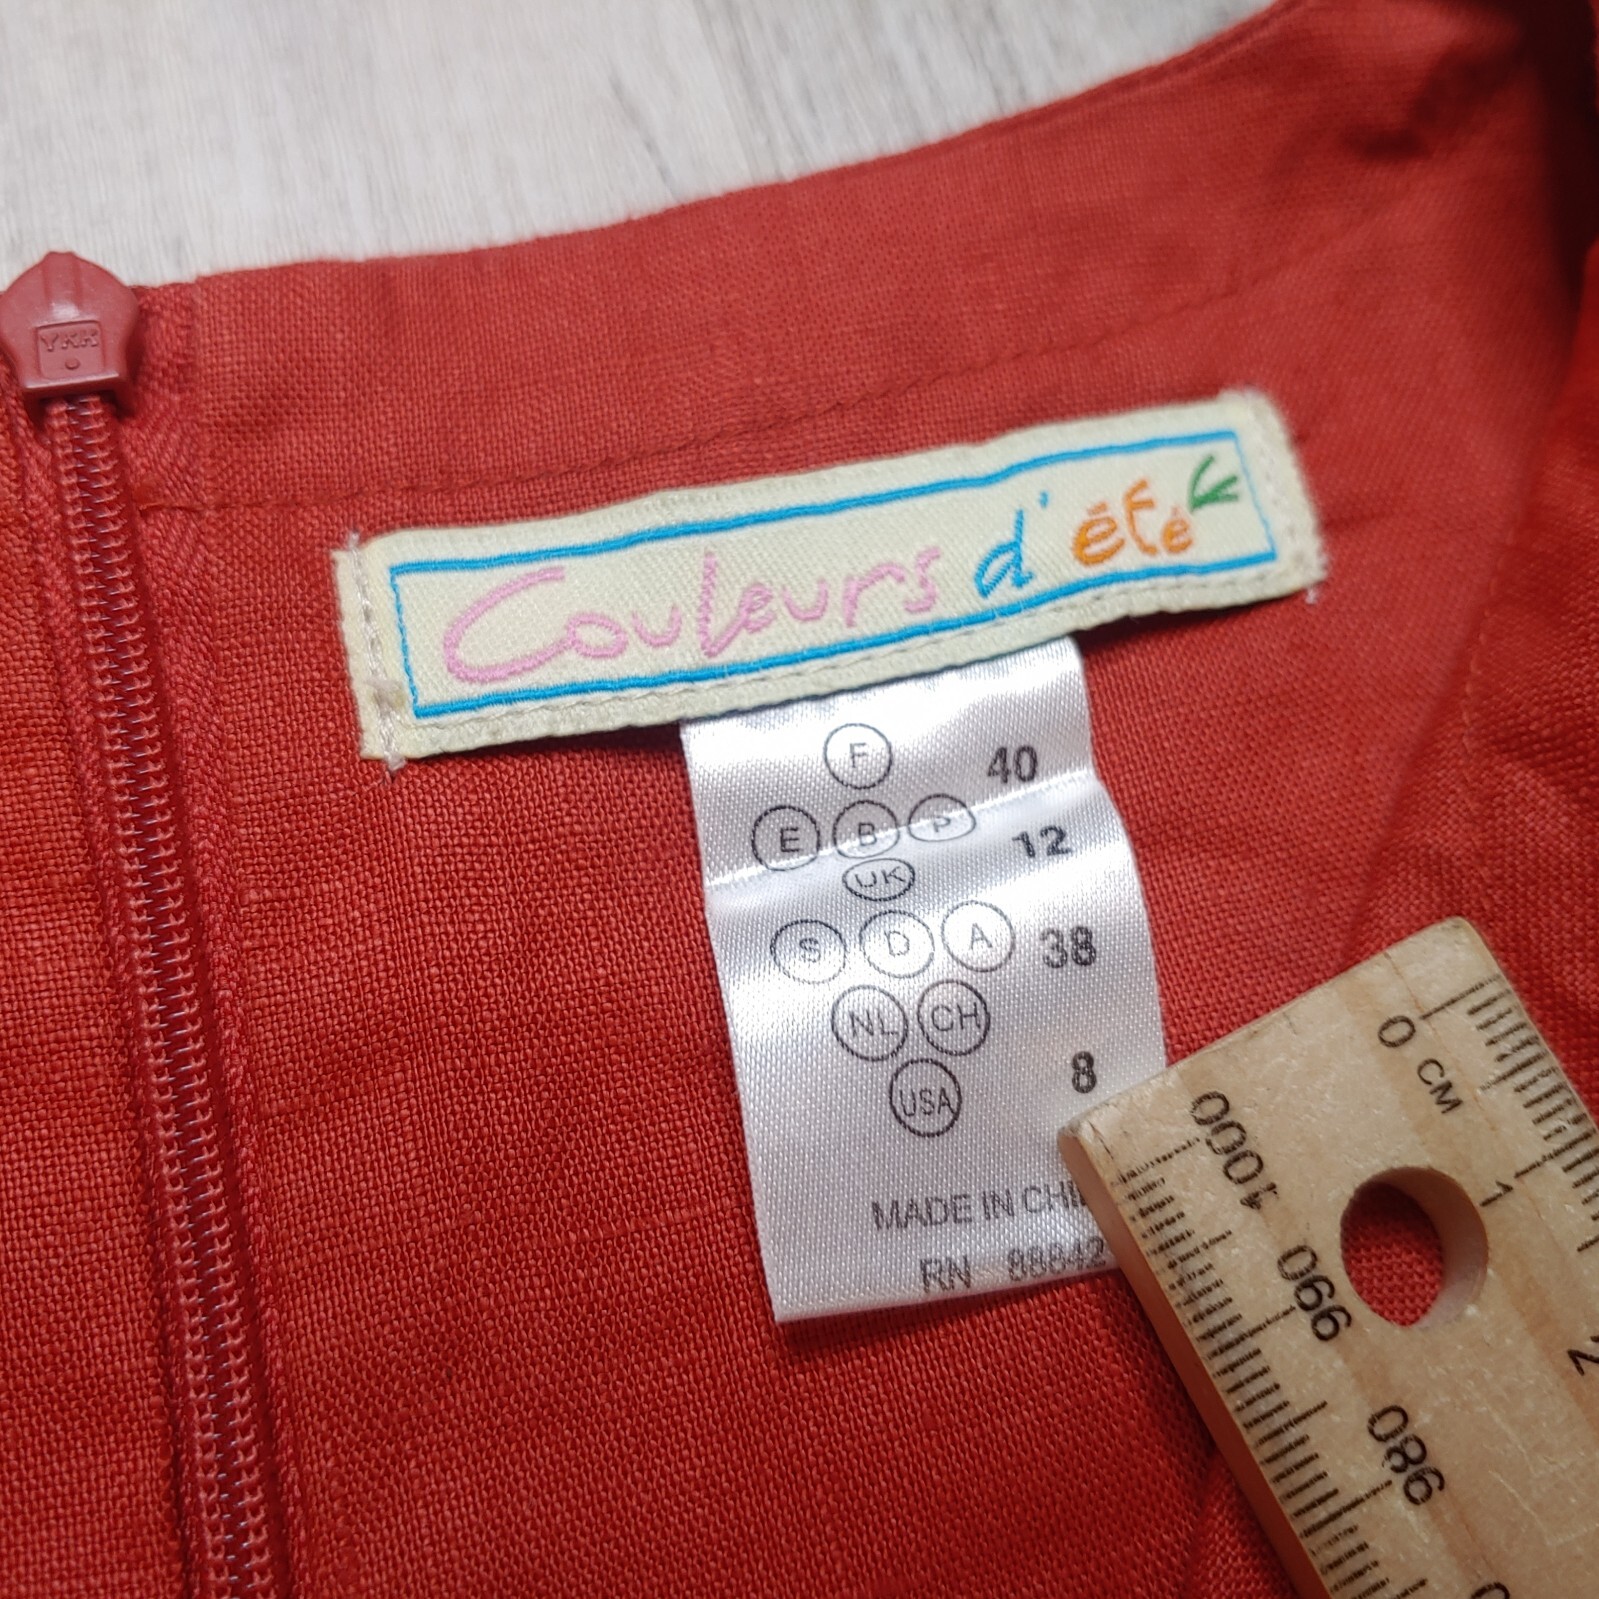 YKK
Couleurs d'été
F 40
E B P 12
UK
S D A 38
NL CH
USA 8
MADE IN CHI
RN 88842
0 CM
1
2
1000
990
980